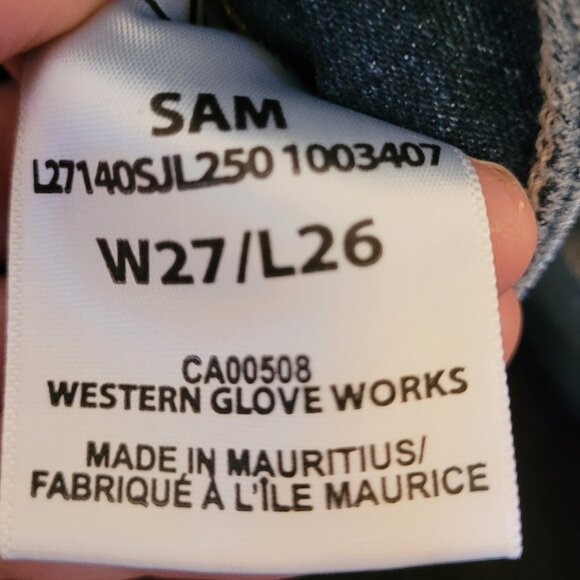 SAM
L27140SJL250 1003407
W27/L26
CA00508
WESTERN GLOVE WORKS
MADE IN MAURITIUS/
FABRIQUÉ À L'ÎLE MAURICE